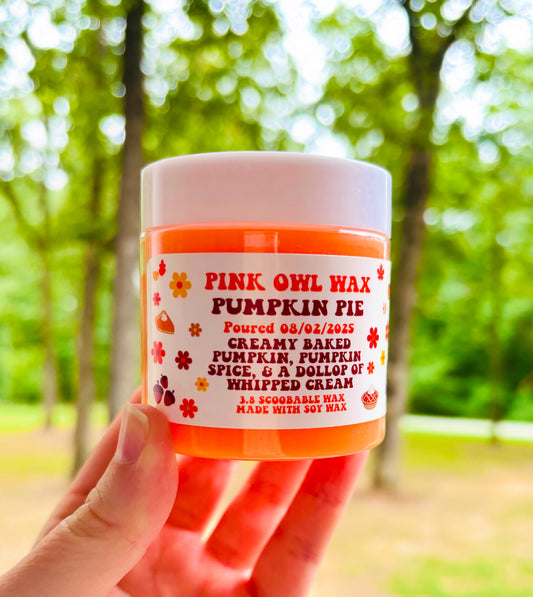 PINK OWL WAX
PUMPKIN PIE
Poured 08/02/2025
CREAMY BAKED
PUMPKIN, PUMPKIN
SPICE, & A DOLLOP OF
WHIPPED CREAM
3.8 SCOOBABLE WAX
MADE WITH SOY WAX